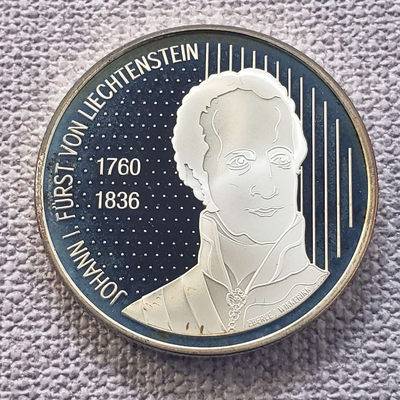 JOHANN I FÜRST VON LIECHTENSTEIN
1760
1836